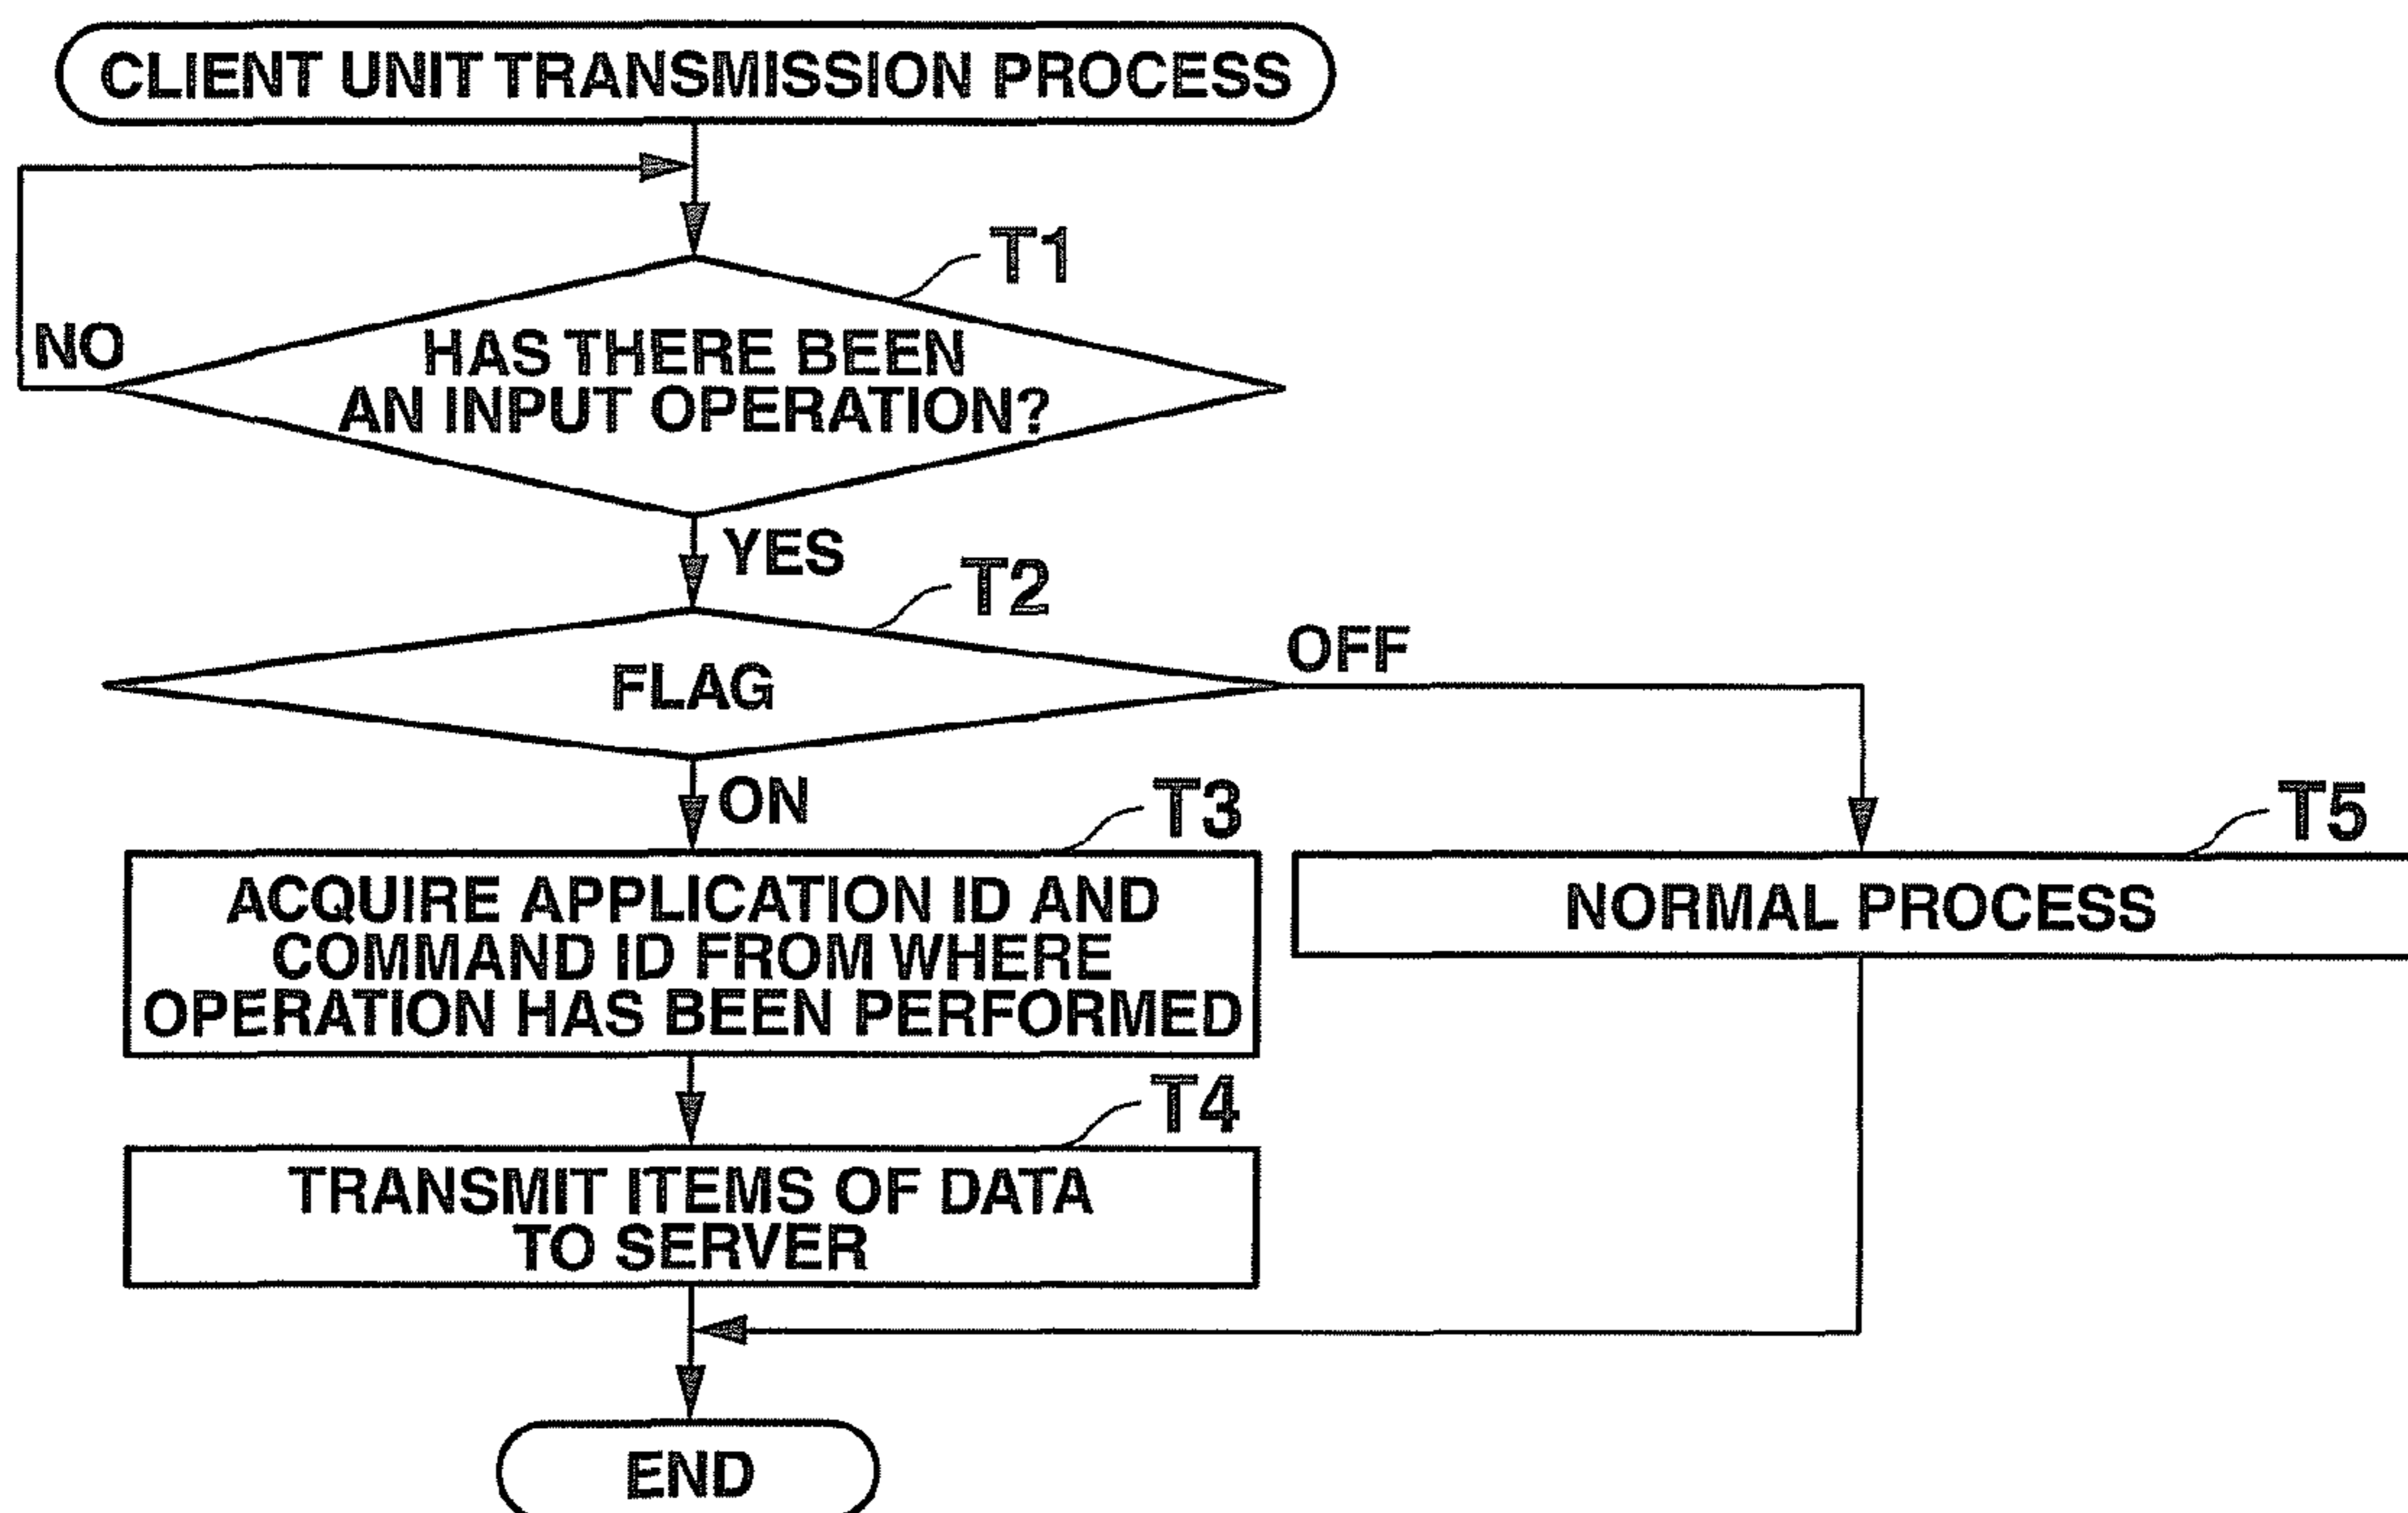 CLIENT UNIT TRANSMISSION PROCESS
T1
NO
HAS THERE BEEN
AN INPUT OPERATION?
YES
T2
OFF
FLAG
ON
T3
T5
ACQUIRE APPLICATION ID AND
COMMAND ID FROM WHERE
OPERATION HAS BEEN PERFORMED
NORMAL PROCESS
T4
TRANSMIT ITEMS OF DATA
TO SERVER
END